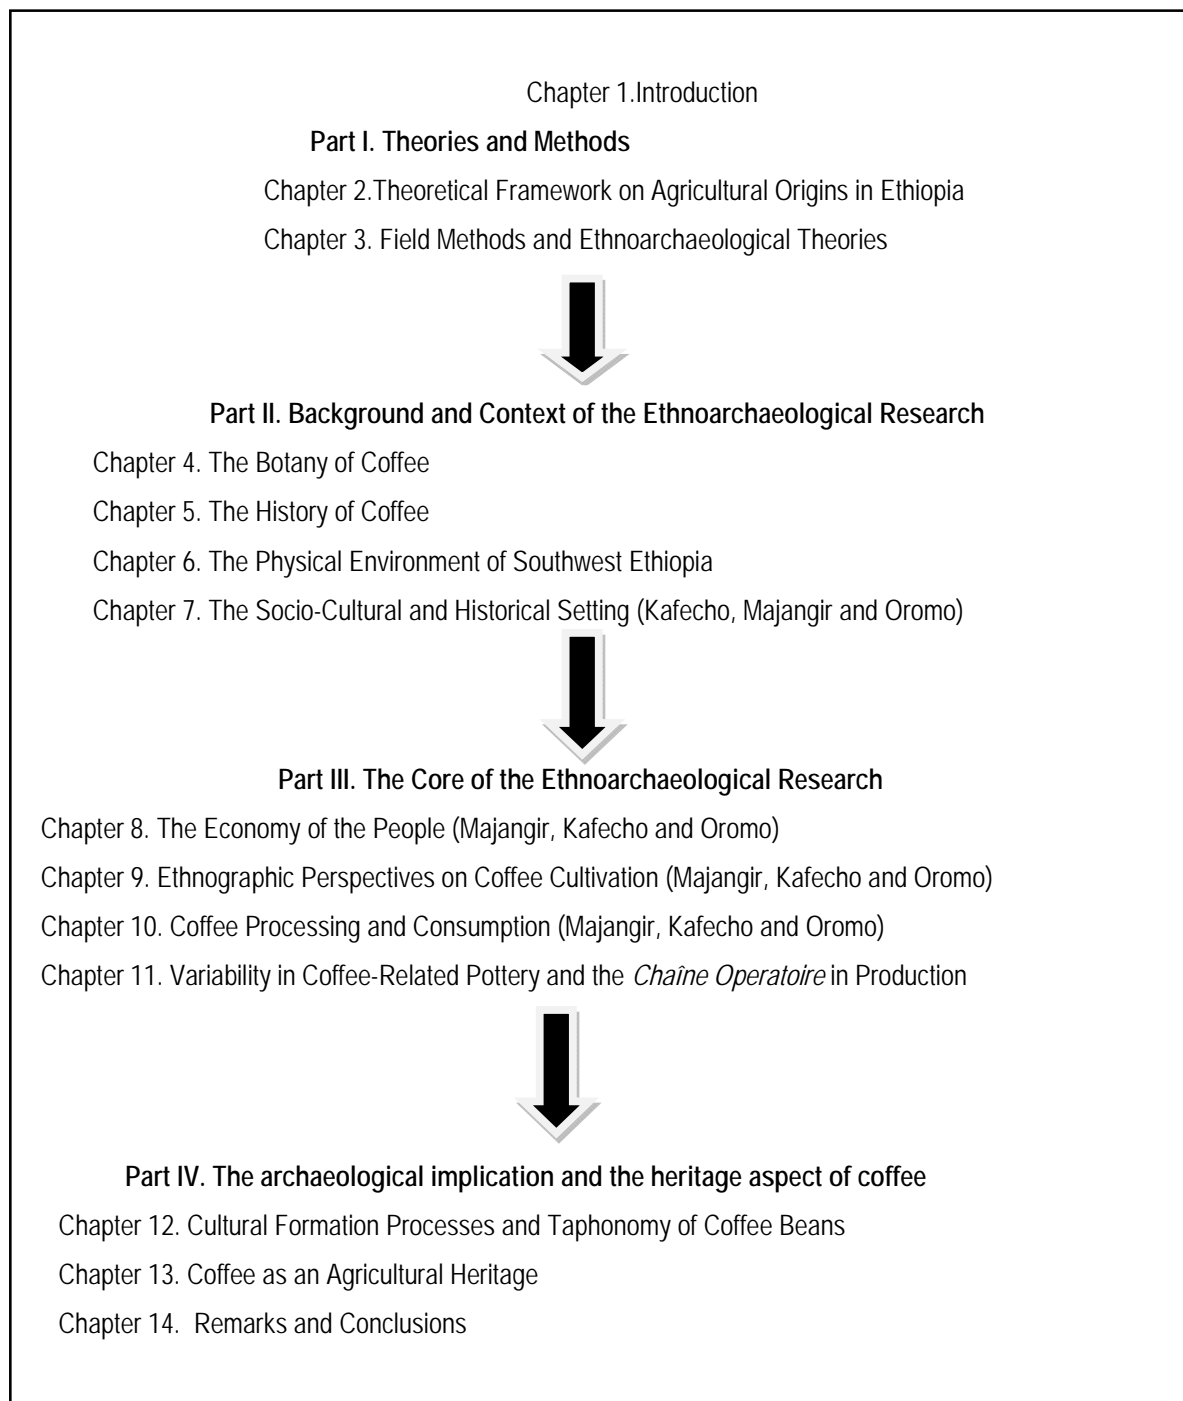 Chapter 1.Introduction
Part I. Theories and Methods
Chapter 2.Theoretical Framework on Agricultural Origins in Ethiopia
Chapter 3. Field Methods and Ethnoarchaeological Theories
Part II. Background and Context of the Ethnoarchaeological Research
Chapter 4. The Botany of Coffee
Chapter 5. The History of Coffee
Chapter 6. The Physical Environment of Southwest Ethiopia
Chapter 7. The Socio-Cultural and Historical Setting (Kafecho, Majangir and Oromo)
Part III. The Core of the Ethnoarchaeological Research
Chapter 8. The Economy of the People (Majangir, Kafecho and Oromo)
Chapter 9. Ethnographic Perspectives on Coffee Cultivation (Majangir, Kafecho and Oromo)
Chapter 10. Coffee Processing and Consumption (Majangir, Kafecho and Oromo)
Chapter 11. Variability in Coffee-Related Pottery and the Chaîne Operatoire in Production
Part IV. The archaeological implication and the heritage aspect of coffee
Chapter 12. Cultural Formation Processes and Taphonomy of Coffee Beans
Chapter 13. Coffee as an Agricultural Heritage
Chapter 14. Remarks and Conclusions